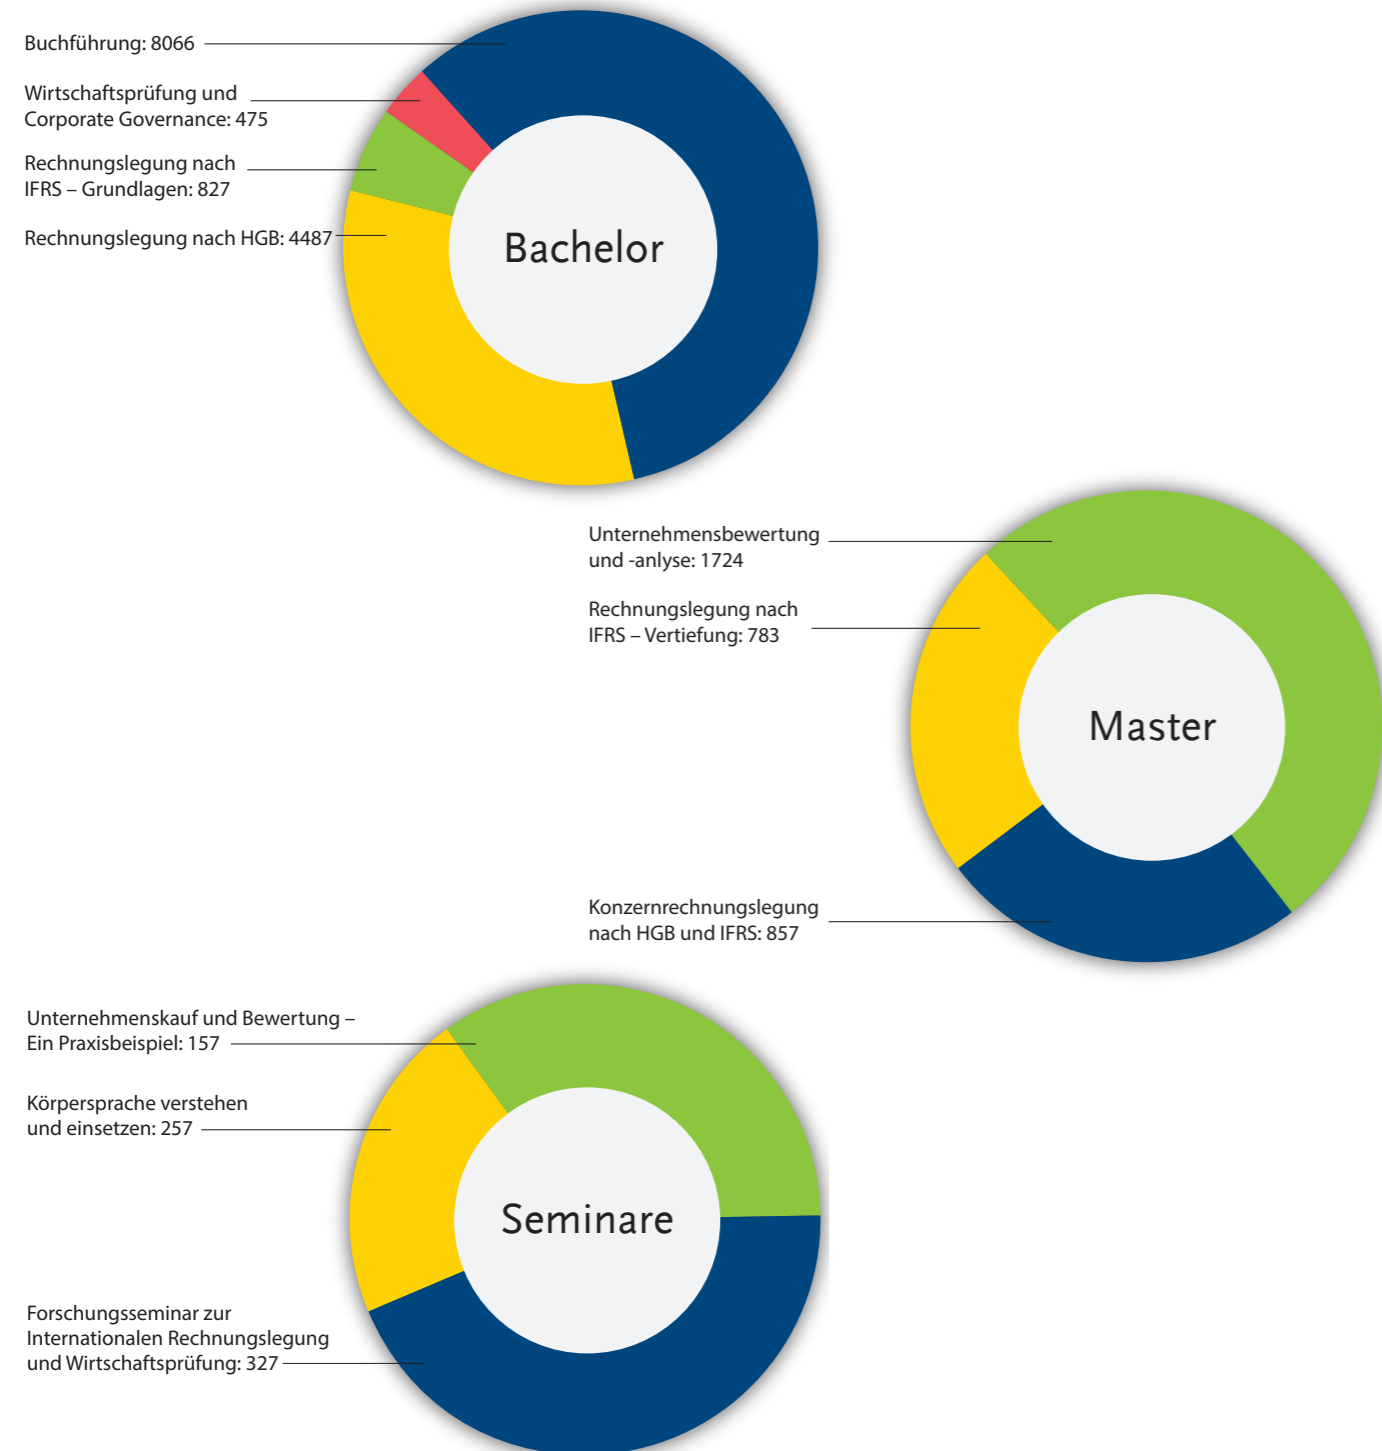 Buchführung: 8066
Wirtschaftsprüfung und
Corporate Governance: 475
Rechnungslegung nach
IFRS – Grundlagen: 827
Rechnungslegung nach HGB: 4487
Bachelor
Unternehmensbewertung
und -anlyse: 1724
Rechnungslegung nach
IFRS – Vertiefung: 783
Master
Konzernrechnungslegung
nach HGB und IFRS: 857
Unternehmenskauf und Bewertung –
Ein Praxisbeispiel: 157
Körpersprache verstehen
und einsetzen: 257
Seminare
Forschungsseminar zur
Internationalen Rechnungslegung
und Wirtschaftsprüfung: 327